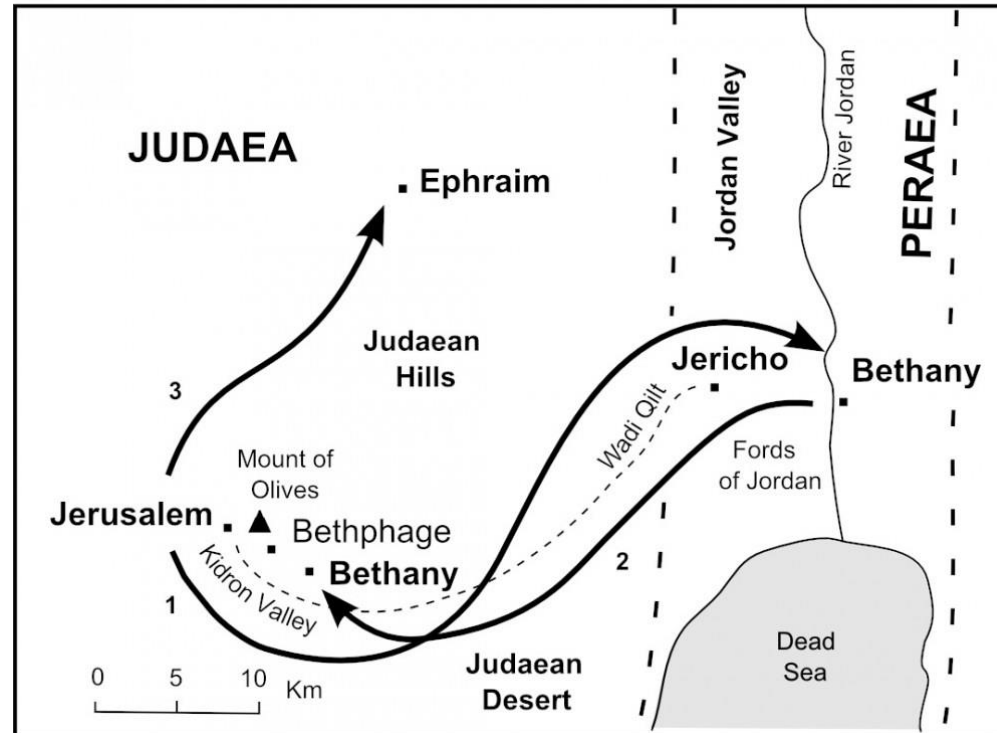 JUDAEA
Ephraim
Jordan Valley
River Jordan
PERAEA
Judaean
Hills
3
Jericho
Bethany
Wadi Qilt
Mount of
Olives
Fords
of Jordan
Jerusalem
Bethphage
Bethany
Kidron Valley
1
2
Judaean
Desert
Dead
Sea
0 5 10 Km